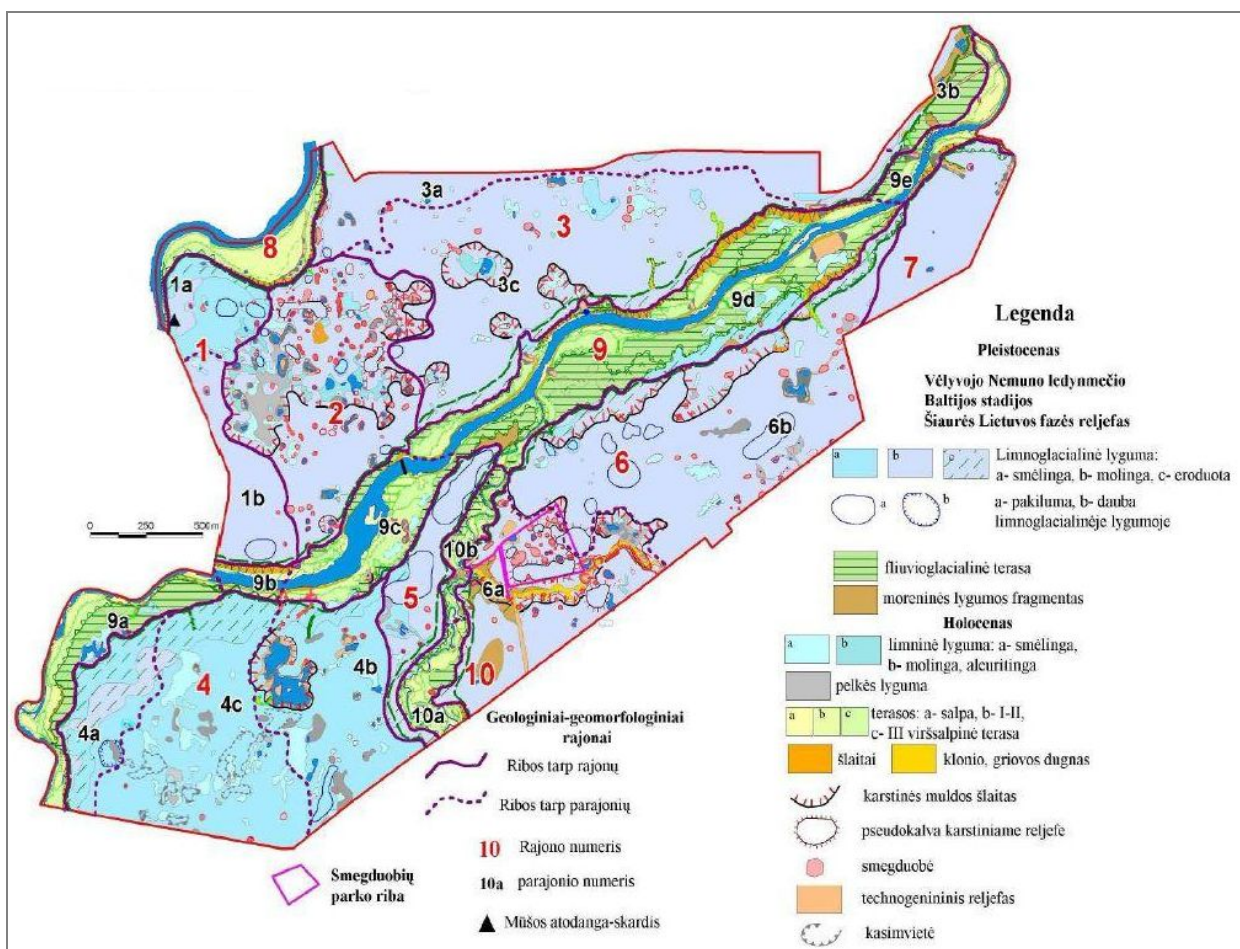 3b
9e
3a
3
8
7
1a
3c
9d
1
9
2
6b
6
1b
9c
10b
9b
5
6a
9a
4b
4
4c
10
4a
10a
0 250 500m
Legenda
Pleistocenas
Vėlyvojo Nemuno ledynmečio
Baltijos stadijos
Šiaurės Lietuvos fazės reljefas
a b c Limnoglacialinė lyguma:
a- smėlinga, b- molinga, c- eroduota
a b a- pakiluma, b- dauba
limnoglacialinėje lygumoje
fliuvioglacialinė terasa
moreninės lygumos fragmentas
Holocenas
a b limninė lyguma: a- smėlinga,
b- molinga, aleuritinga
pelkės lyguma
a b c terasos: a- salpa, b- I-II,
c- III viršsalpinė terasa
šlaitai klonio, griovos dugnas
karstinės muldos šlaitas
pseudokalva karstiniame reljefe
smegduobė
technogenininis reljefas
kasimvietė
Geologiniai-geomorfologiniai
rajonai
Ribos tarp rajonų
Ribos tarp parajonių
10 Rajono numeris
10a parajonio numeris
Mūšos atodanga-skardis
Smegduobių
parko riba